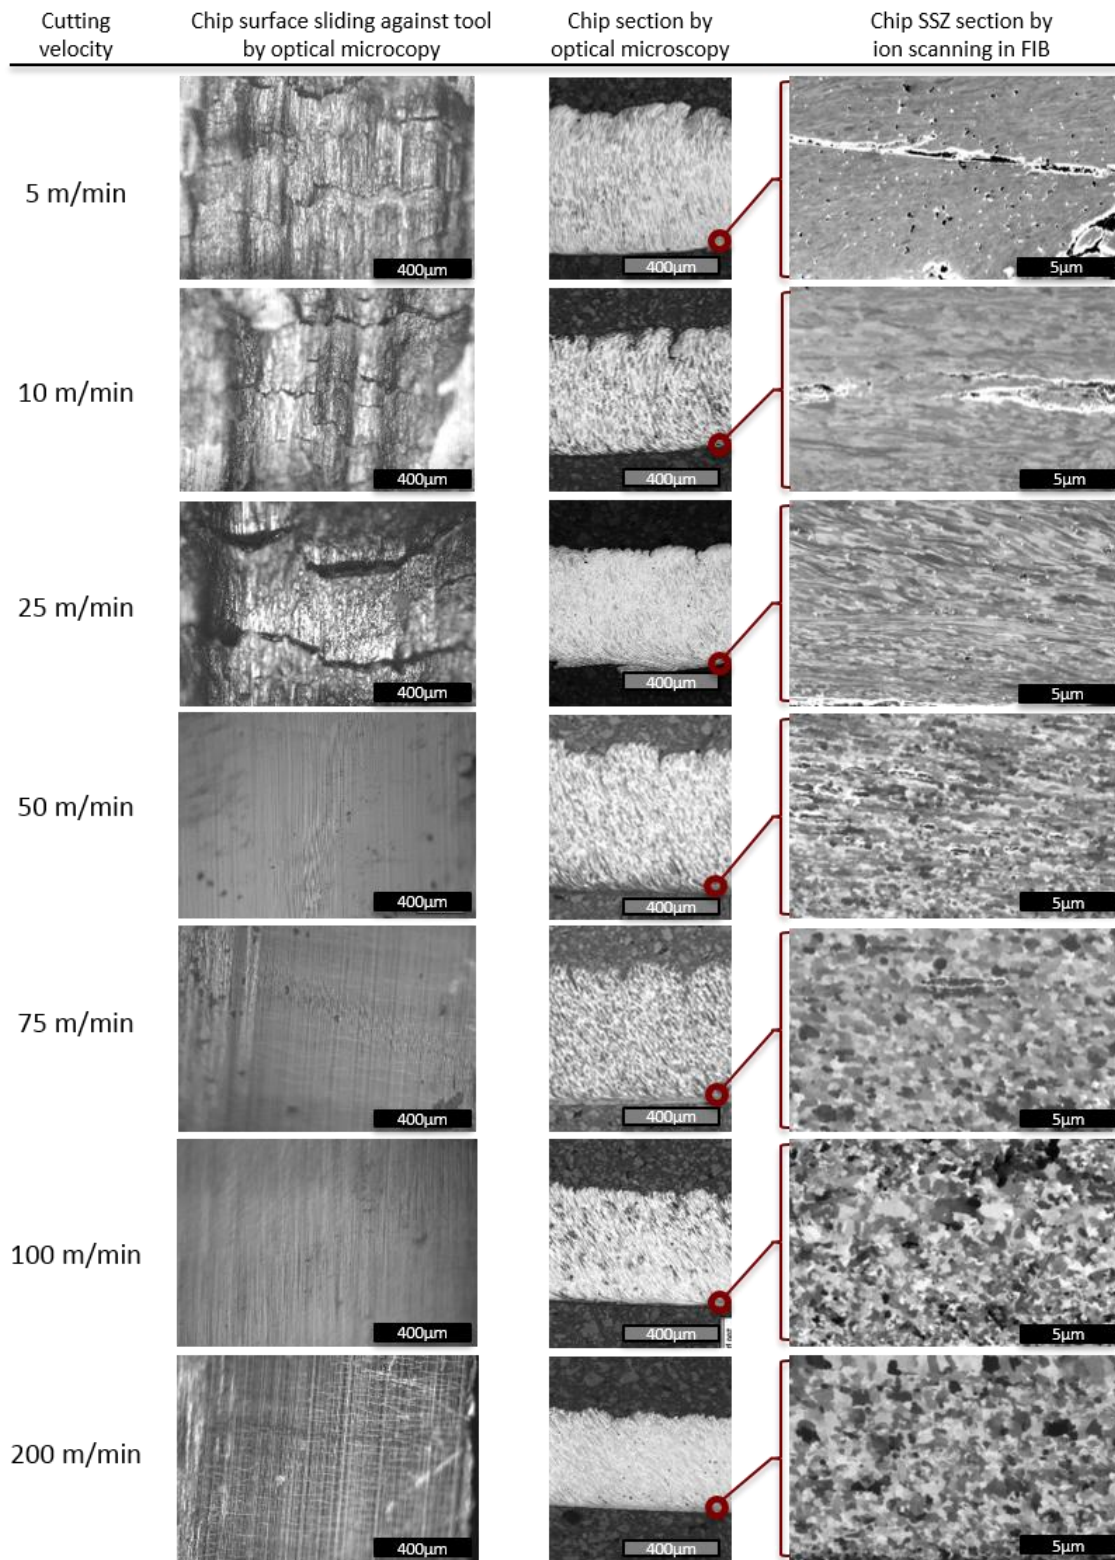 Cutting
velocity
Chip surface sliding against tool
by optical microcopy
Chip section by
optical microscopy
Chip SSZ section by
ion scanning in FIB
5 m/min
400µm
400µm
5µm
10 m/min
400µm
400µm
5µm
25 m/min
400µm
400µm
5µm
50 m/min
400µm
400µm
5µm
75 m/min
400µm
400µm
5µm
100 m/min
400µm
400µm
5µm
200 m/min
400µm
400µm
5µm